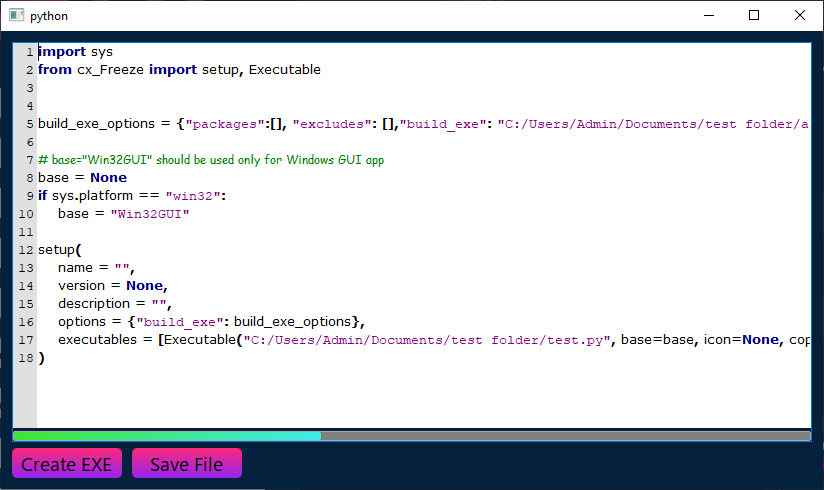 python
1 import sys
2 from cx_Freeze import setup, Executable
3
4
5 build_exe_options = {"packages":[], "excludes": [],"build_exe": "C:/Users/Admin/Documents/test folder/a
6
7 # base="Win32GUI" should be used only for Windows GUI app
8 base = None
9 if sys.platform == "win32":
10     base = "Win32GUI"
11
12 setup(
13     name = "",
14     version = None,
15     description = "",
16     options = {"build_exe": build_exe_options},
17     executables = [Executable("C:/Users/Admin/Documents/test folder/test.py", base=base, icon=None, cop
18 )
Create EXE Save File